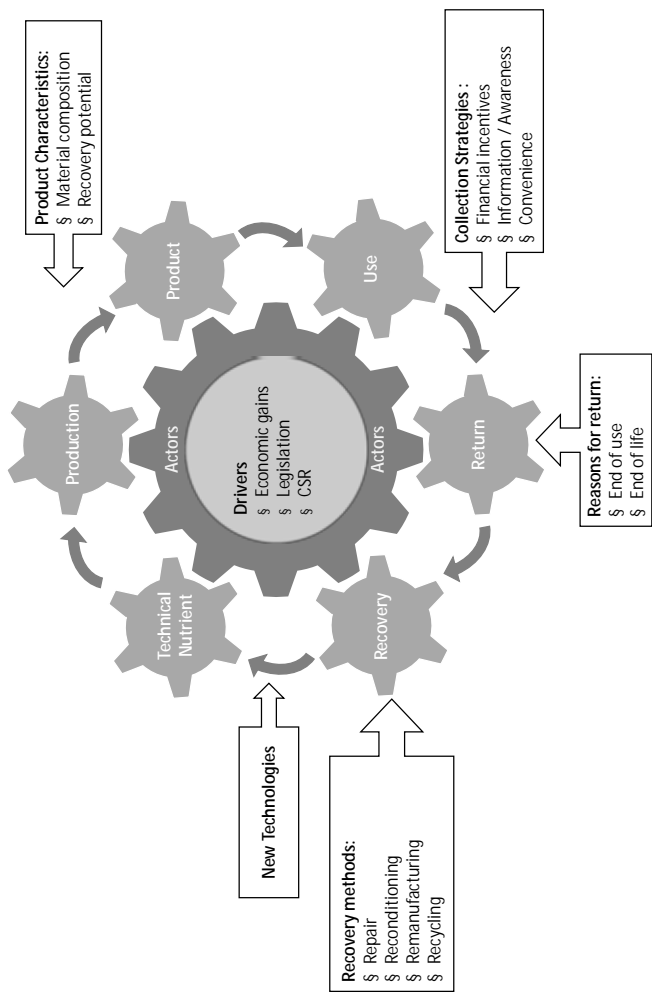 Product Characteristics:
§ Material composition
§ Recovery potential
Production
Technical
Nutrient
Product
Actors
Drivers
§ Economic gains
§ Legislation
§ CSR
Actors
New Technologies
Recovery
Use
Recovery methods:
§ Repair
§ Reconditioning
§ Remanufacturing
§ Recycling
Return
Collection Strategies :
§ Financial incentives
§ Information / Awareness
§ Convenience
Reasons for return:
§ End of use
§ End of life